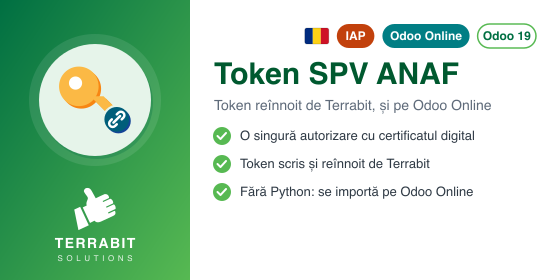 IAP
Odoo Online
Odoo 19
Token SPV ANAF
Token reînnoit de Terrabit, și pe Odoo Online
O singură autorizare cu certificatul digital
Token scris și reînnoit de Terrabit
Fără Python: se importă pe Odoo Online
TERRABIT
SOLUTIONS